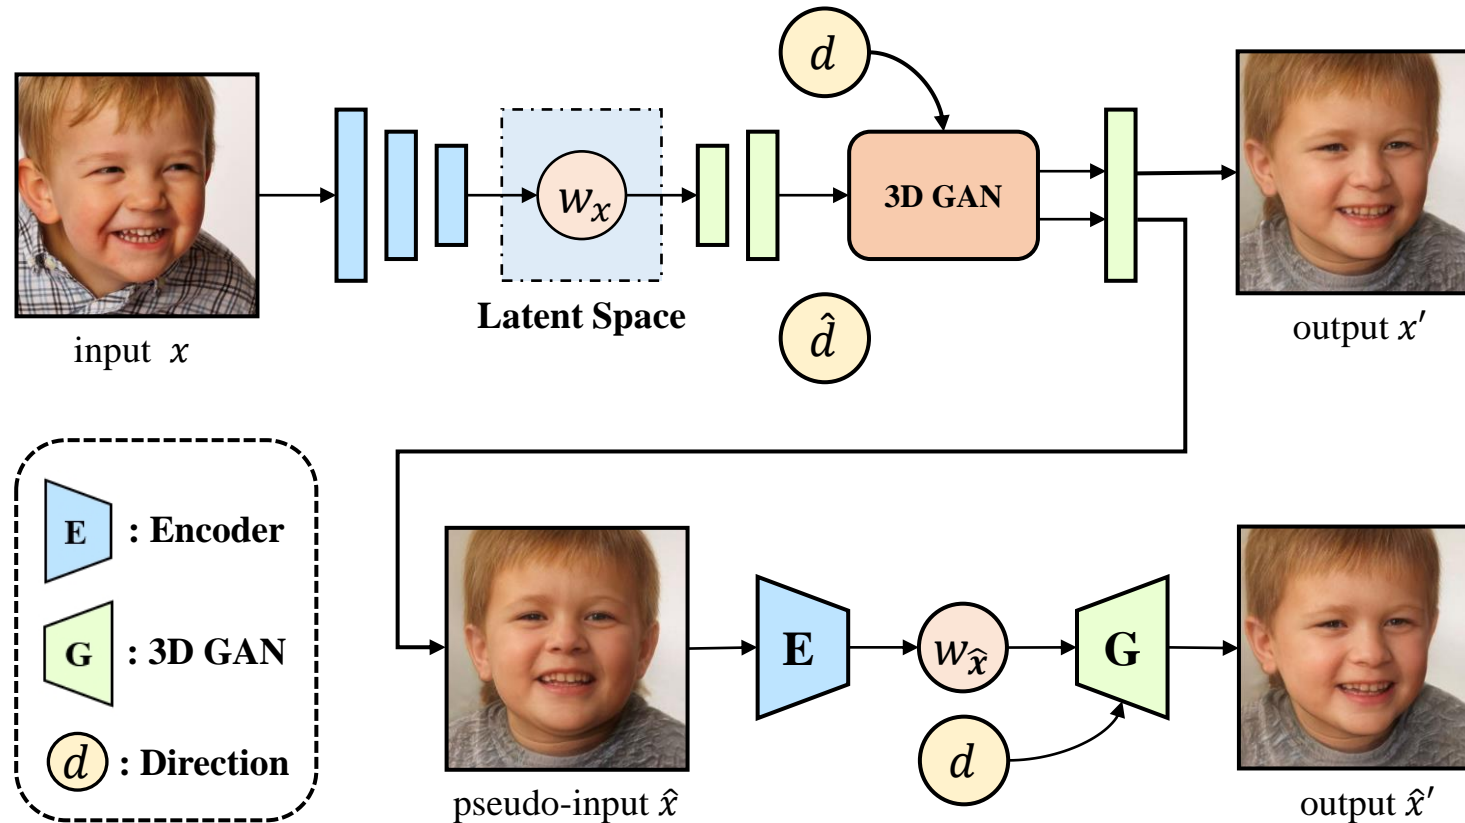 d
3D GAN
w_x
Latent Space
d̂
input x
output x′
E : Encoder
G : 3D GAN
d : Direction
E
w_x̂
G
d
pseudo-input x̂
output x̂′